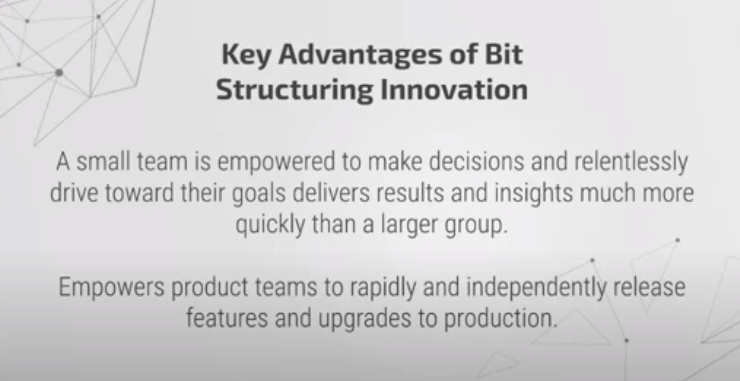 Key Advantages of Bit
Structuring Innovation
A small team is empowered to make decisions and relentlessly
drive toward their goals delivers results and insights much more
quickly than a larger group.
Empowers product teams to rapidly and independently release
features and upgrades to production.